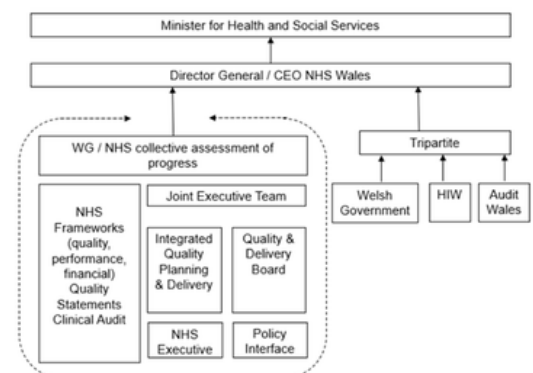 Minister for Health and Social Services
Director General / CEO NHS Wales
WG / NHS collective assessment of
progress
Tripartite
Welsh
Government
HIW
Audit
Wales
NHS
Frameworks
(quality,
performance,
financial)
Quality
Statements
Clinical Audit
Joint Executive Team
Integrated
Quality
Planning
& Delivery
Quality &
Delivery
Board
NHS
Executive
Policy
Interface